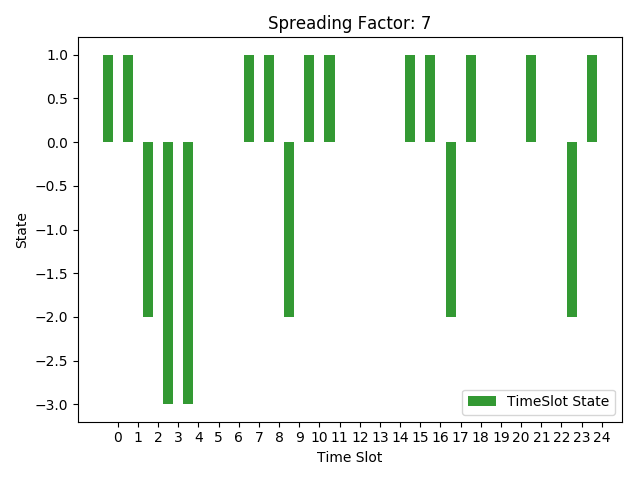 Spreading Factor: 7
State
1.0
0.5
0.0
−0.5
−1.0
−1.5
−2.0
−2.5
−3.0
TimeSlot State
0 1 2 3 4 5 6 7 8 9 10 11 12 13 14 15 16 17 18 19 20 21 22 23 24
Time Slot